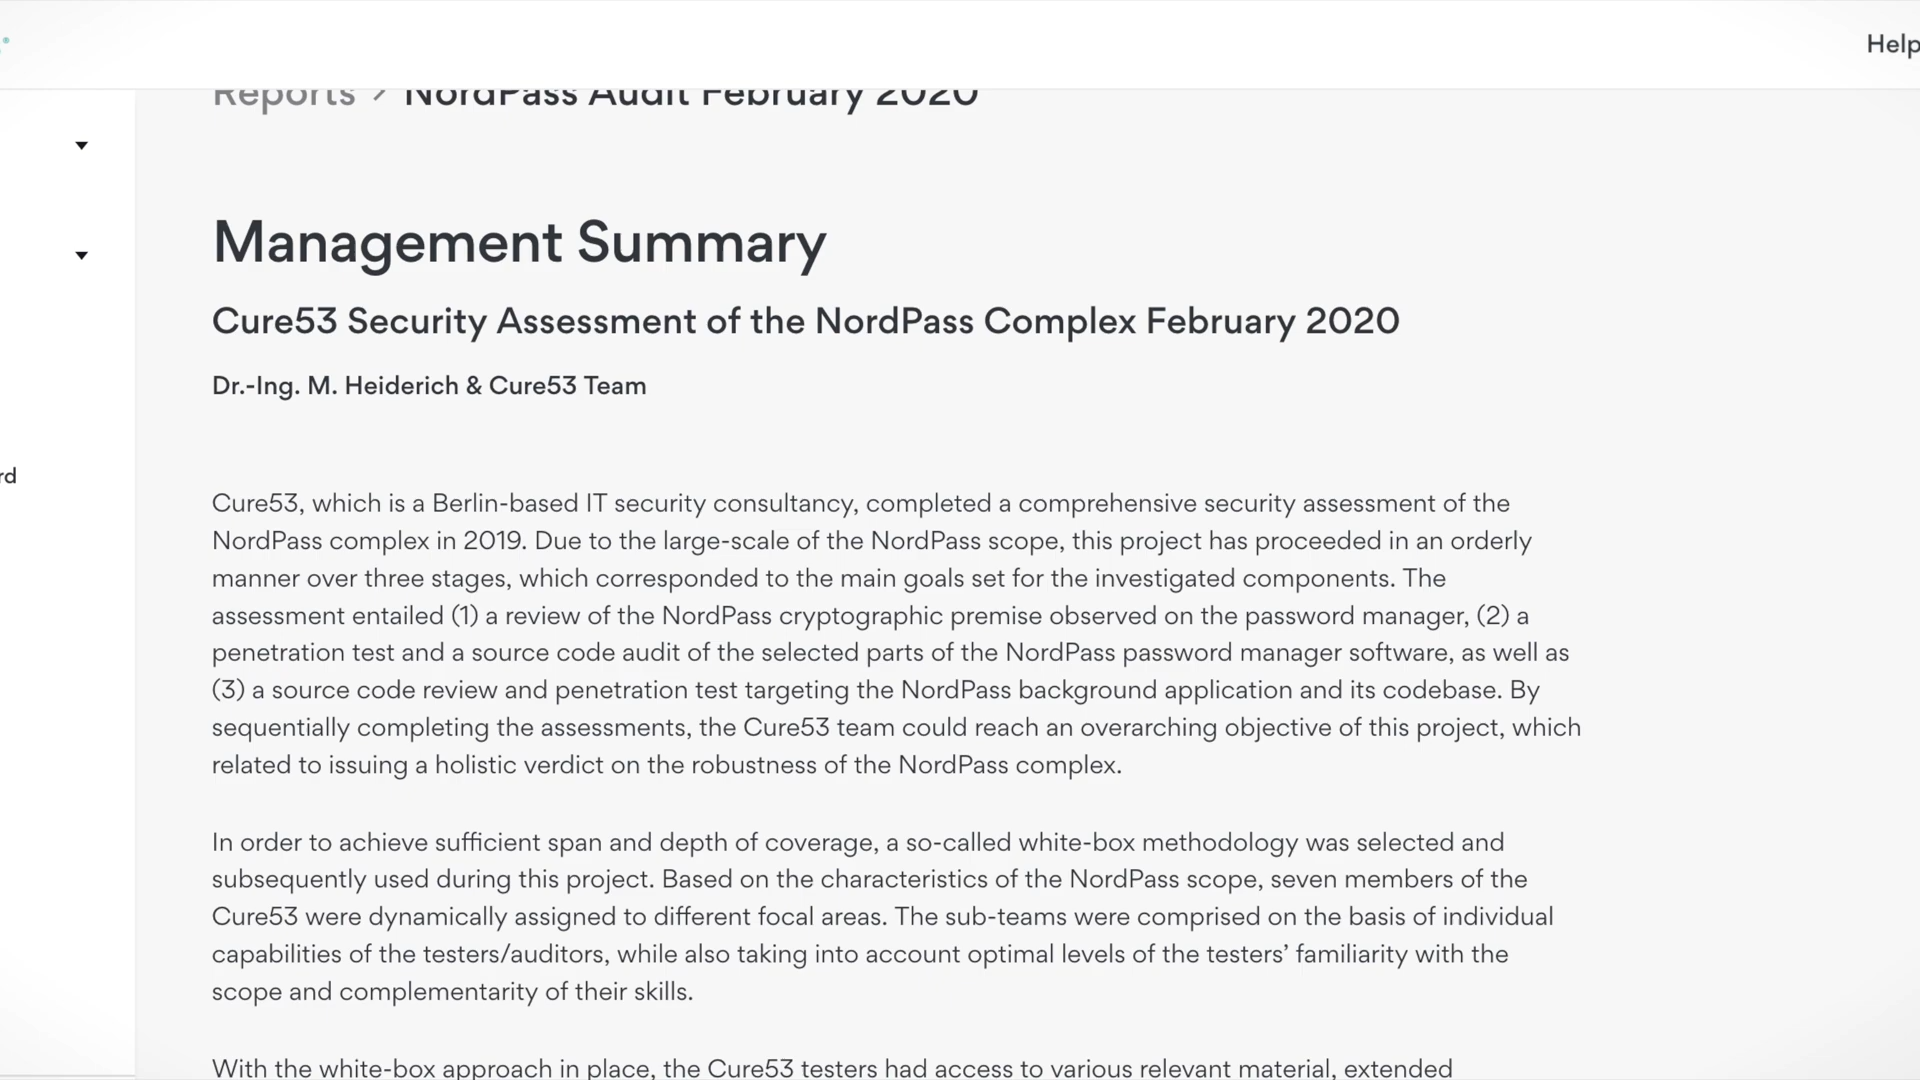 Help
Reports > NordPass Audit February 2020
Management Summary
Cure53 Security Assessment of the NordPass Complex February 2020
Dr.-Ing. M. Heiderich & Cure53 Team
rd
Cure53, which is a Berlin-based IT security consultancy, completed a comprehensive security assessment of the
NordPass complex in 2019. Due to the large-scale of the NordPass scope, this project has proceeded in an orderly
manner over three stages, which corresponded to the main goals set for the investigated components. The
assessment entailed (1) a review of the NordPass cryptographic premise observed on the password manager, (2) a
penetration test and a source code audit of the selected parts of the NordPass password manager software, as well as
(3) a source code review and penetration test targeting the NordPass background application and its codebase. By
sequentially completing the assessments, the Cure53 team could reach an overarching objective of this project, which
related to issuing a holistic verdict on the robustness of the NordPass complex.
In order to achieve sufficient span and depth of coverage, a so-called white-box methodology was selected and
subsequently used during this project. Based on the characteristics of the NordPass scope, seven members of the
Cure53 were dynamically assigned to different focal areas. The sub-teams were comprised on the basis of individual
capabilities of the testers/auditors, while also taking into account optimal levels of the testers’ familiarity with the
scope and complementarity of their skills.
With the white-box approach in place, the Cure53 testers had access to various relevant material, extended